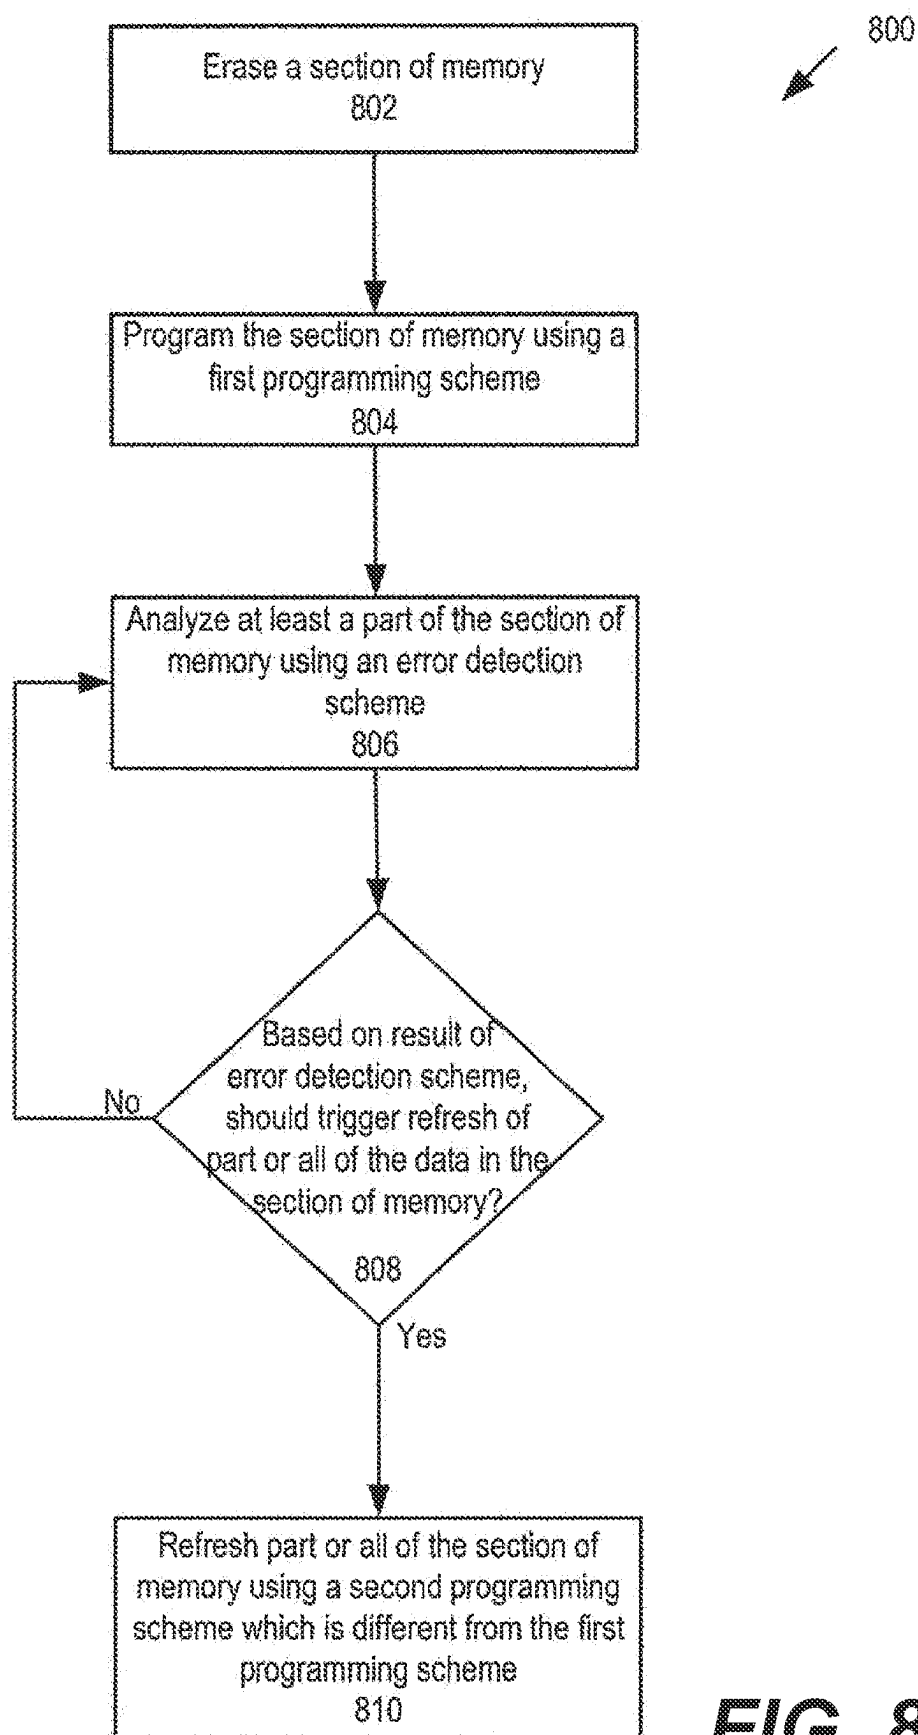 800
Erase a section of memory
802
Program the section of memory using a
first programming scheme
804
Analyze at least a part of the section of
memory using an error detection
scheme
806
Based on result of
error detection scheme,
should trigger refresh of
part or all of the data in the
section of memory?
808
No
Yes
Refresh part or all of the section of
memory using a second programming
scheme which is different from the first
programming scheme
810
FIG. 8